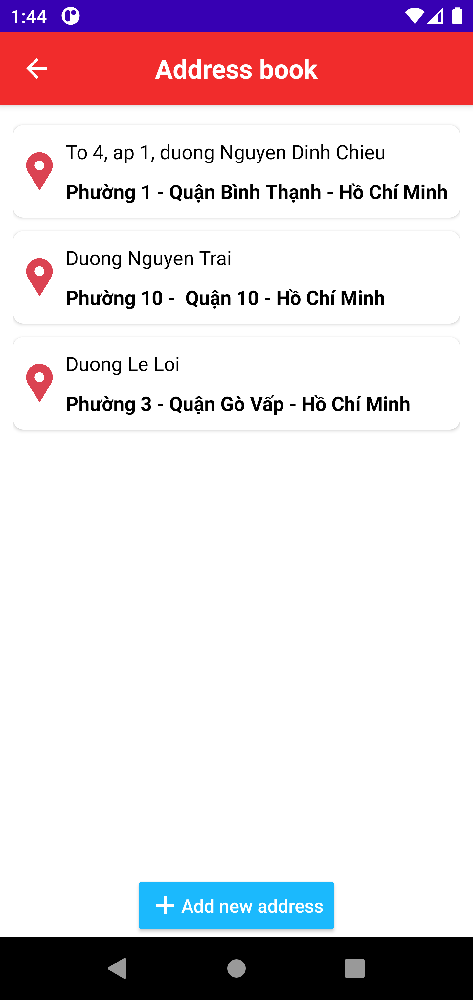 1:44
Address book
To 4, ap 1, duong Nguyen Dinh Chieu
Phường 1 - Quận Bình Thạnh - Hồ Chí Minh
Duong Nguyen Trai
Phường 10 -  Quận 10 - Hồ Chí Minh
Duong Le Loi
Phường 3 - Quận Gò Vấp - Hồ Chí Minh
Add new address